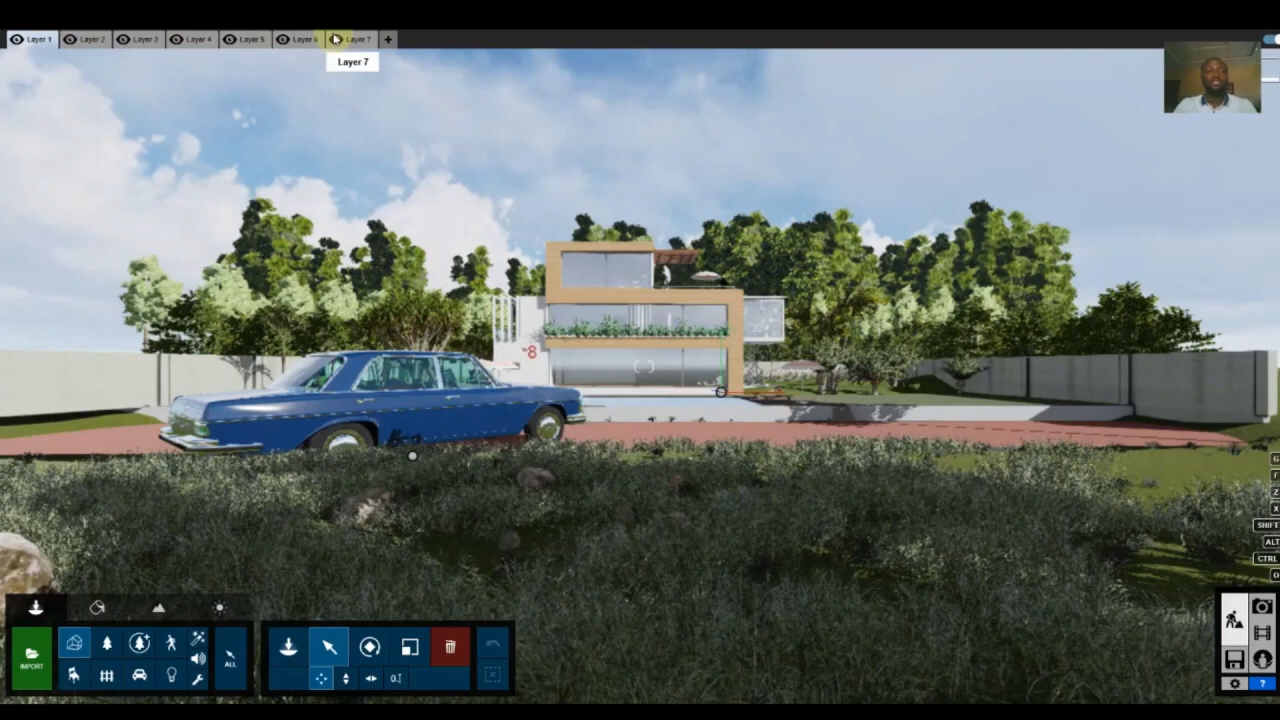 Layer 1 Layer 2 Layer 3 Layer 4 Layer 5 Layer 6 Layer 7 +
Layer 7
8
G
F
Z
X
SHIFT
ALT
CTRL
O
IMPORT
ALL
?